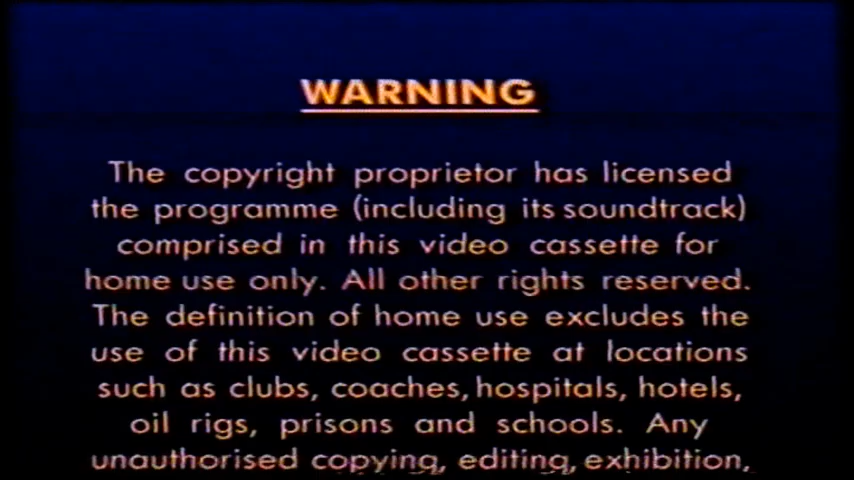 WARNING
The copyright proprietor has licensed
the programme (including its soundtrack)
comprised in this video cassette for
home use only. All other rights reserved.
The definition of home use excludes the
use of this video cassette at locations
such as clubs, coaches, hospitals, hotels,
oil rigs, prisons and schools. Any
unauthorised copying, editing, exhibition,